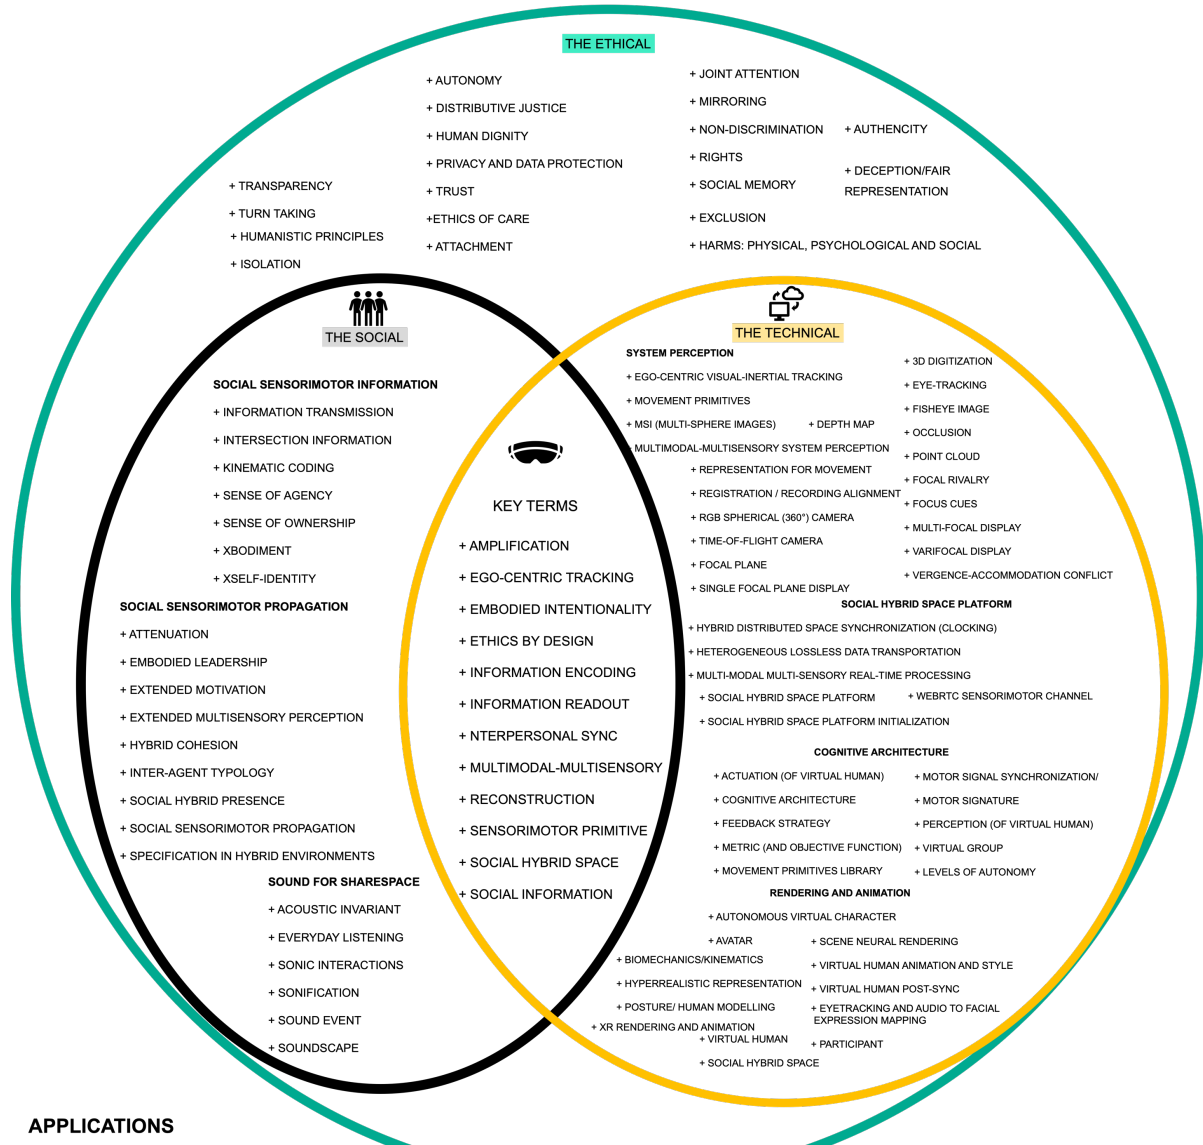 THE ETHICAL
+ AUTONOMY
+ DISTRIBUTIVE JUSTICE
+ HUMAN DIGNITY
+ PRIVACY AND DATA PROTECTION
+ TRUST
+ETHICS OF CARE
+ ATTACHMENT
+ JOINT ATTENTION
+ MIRRORING
+ NON-DISCRIMINATION
+ RIGHTS
+ SOCIAL MEMORY
+ EXCLUSION
+ HARMS: PHYSICAL, PSYCHOLOGICAL AND SOCIAL
+ AUTHENCITY
+ DECEPTION/FAIR
REPRESENTATION
+ TRANSPARENCY
+ TURN TAKING
+ HUMANISTIC PRINCIPLES
+ ISOLATION
THE SOCIAL
SOCIAL SENSORIMOTOR INFORMATION
+ INFORMATION TRANSMISSION
+ INTERSECTION INFORMATION
+ KINEMATIC CODING
+ SENSE OF AGENCY
+ SENSE OF OWNERSHIP
+ XBODIMENT
+ XSELF-IDENTITY
SOCIAL SENSORIMOTOR PROPAGATION
+ ATTENUATION
+ EMBODIED LEADERSHIP
+ EXTENDED MOTIVATION
+ EXTENDED MULTISENSORY PERCEPTION
+ HYBRID COHESION
+ INTER-AGENT TYPOLOGY
+ SOCIAL HYBRID PRESENCE
+ SOCIAL SENSORIMOTOR PROPAGATION
+ SPECIFICATION IN HYBRID ENVIRONMENTS
SOUND FOR SHARESPACE
+ ACOUSTIC INVARIANT
+ EVERYDAY LISTENING
+ SONIC INTERACTIONS
+ SONIFICATION
+ SOUND EVENT
+ SOUNDSCAPE
KEY TERMS
+ AMPLIFICATION
+ EGO-CENTRIC TRACKING
+ EMBODIED INTENTIONALITY
+ ETHICS BY DESIGN
+ INFORMATION ENCODING
+ INFORMATION READOUT
+ NTERPERSONAL SYNC
+ MULTIMODAL-MULTISENSORY
+ RECONSTRUCTION
+ SENSORIMOTOR PRIMITIVE
+ SOCIAL HYBRID SPACE
+ SOCIAL INFORMATION
THE TECHNICAL
SYSTEM PERCEPTION
+ EGO-CENTRIC VISUAL-INERTIAL TRACKING
+ MOVEMENT PRIMITIVES
+ MSI (MULTI-SPHERE IMAGES)
+ DEPTH MAP
+ MULTIMODAL-MULTISENSORY SYSTEM PERCEPTION
+ REPRESENTATION FOR MOVEMENT
+ REGISTRATION / RECORDING ALIGNMENT
+ RGB SPHERICAL (360°) CAMERA
+ TIME-OF-FLIGHT CAMERA
+ FOCAL PLANE
+ SINGLE FOCAL PLANE DISPLAY
+ 3D DIGITIZATION
+ EYE-TRACKING
+ FISHEYE IMAGE
+ OCCLUSION
+ POINT CLOUD
+ FOCAL RIVALRY
+ FOCUS CUES
+ MULTI-FOCAL DISPLAY
+ VARIFOCAL DISPLAY
+ VERGENCE-ACCOMMODATION CONFLICT
SOCIAL HYBRID SPACE PLATFORM
+ HYBRID DISTRIBUTED SPACE SYNCHRONIZATION (CLOCKING)
+ HETEROGENEOUS LOSSLESS DATA TRANSPORTATION
+ MULTI-MODAL MULTI-SENSORY REAL-TIME PROCESSING
+ SOCIAL HYBRID SPACE PLATFORM
+ WEBRTC SENSORIMOTOR CHANNEL
+ SOCIAL HYBRID SPACE PLATFORM INITIALIZATION
COGNITIVE ARCHITECTURE
+ ACTUATION (OF VIRTUAL HUMAN)
+ COGNITIVE ARCHITECTURE
+ FEEDBACK STRATEGY
+ METRIC (AND OBJECTIVE FUNCTION)
+ MOVEMENT PRIMITIVES LIBRARY
+ MOTOR SIGNAL SYNCHRONIZATION/
+ MOTOR SIGNATURE
+ PERCEPTION (OF VIRTUAL HUMAN)
+ VIRTUAL GROUP
+ LEVELS OF AUTONOMY
RENDERING AND ANIMATION
+ AUTONOMOUS VIRTUAL CHARACTER
+ AVATAR
+ BIOMECHANICS/KINEMATICS
+ HYPERREALISTIC REPRESENTATION
+ POSTURE/ HUMAN MODELLING
+ XR RENDERING AND ANIMATION
+ VIRTUAL HUMAN
+ SOCIAL HYBRID SPACE
+ SCENE NEURAL RENDERING
+ VIRTUAL HUMAN ANIMATION AND STYLE
+ VIRTUAL HUMAN POST-SYNC
+ EYETRACKING AND AUDIO TO FACIAL
EXPRESSION MAPPING
+ PARTICIPANT
APPLICATIONS